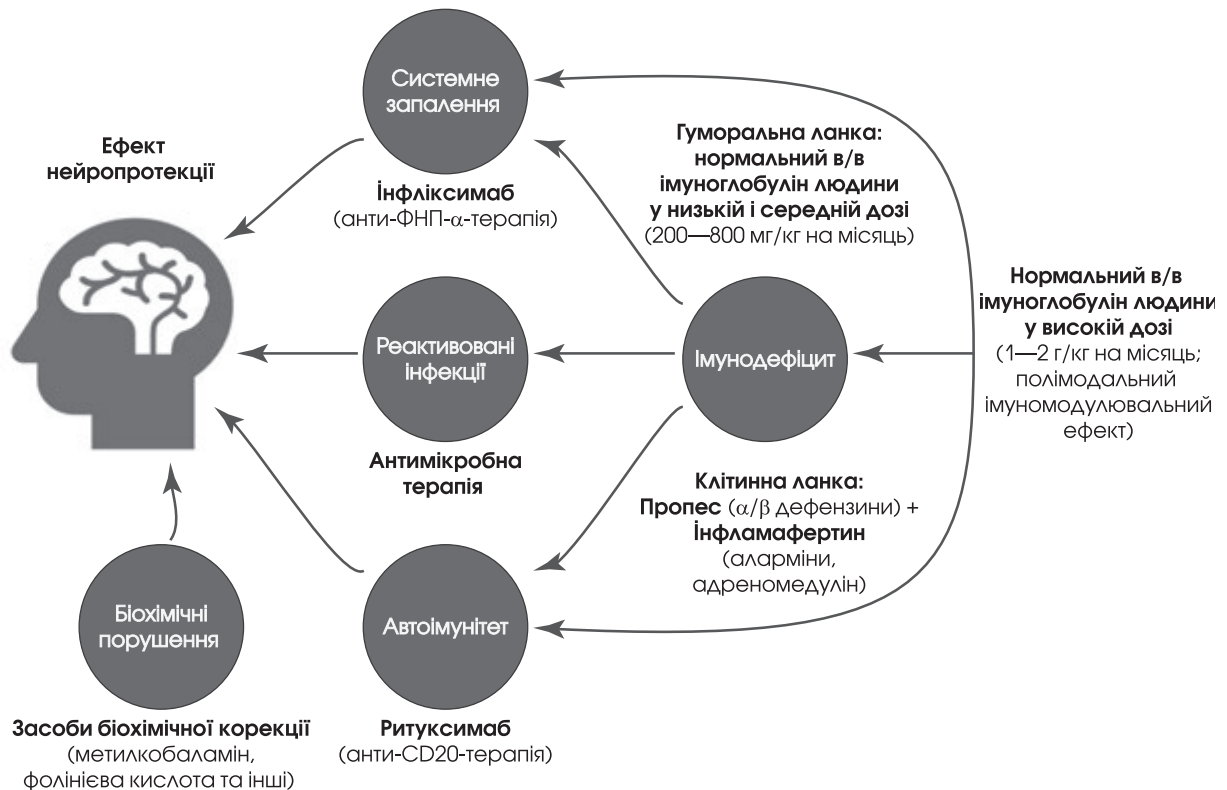 Системне
запалення
Ефект
нейропротекції
Інфліксимаб
(анти-ФНП-α-терапія)
Гуморальна ланка:
нормальний в/в
імуноглобулін людини
у низькій і середній дозі
(200—800 мг/кг на місяць)
Нормальний в/в
імуноглобулін людини
у високій дозі
(1—2 г/кг на місяць;
полімодальний
імуномодулювальний
ефект)
Реактивовані
інфекції
Імунодефіцит
Антимікробна
терапія
Клітинна ланка:
Пропес (α/β дефензини) +
Інфламафертин
(аларміни,
адреномедулін)
Біохімічні
порушення
Автоімунітет
Засоби біохімічної корекції
(метилкобаламін,
фолінієва кислота та інші)
Ритуксимаб
(анти-CD20-терапія)